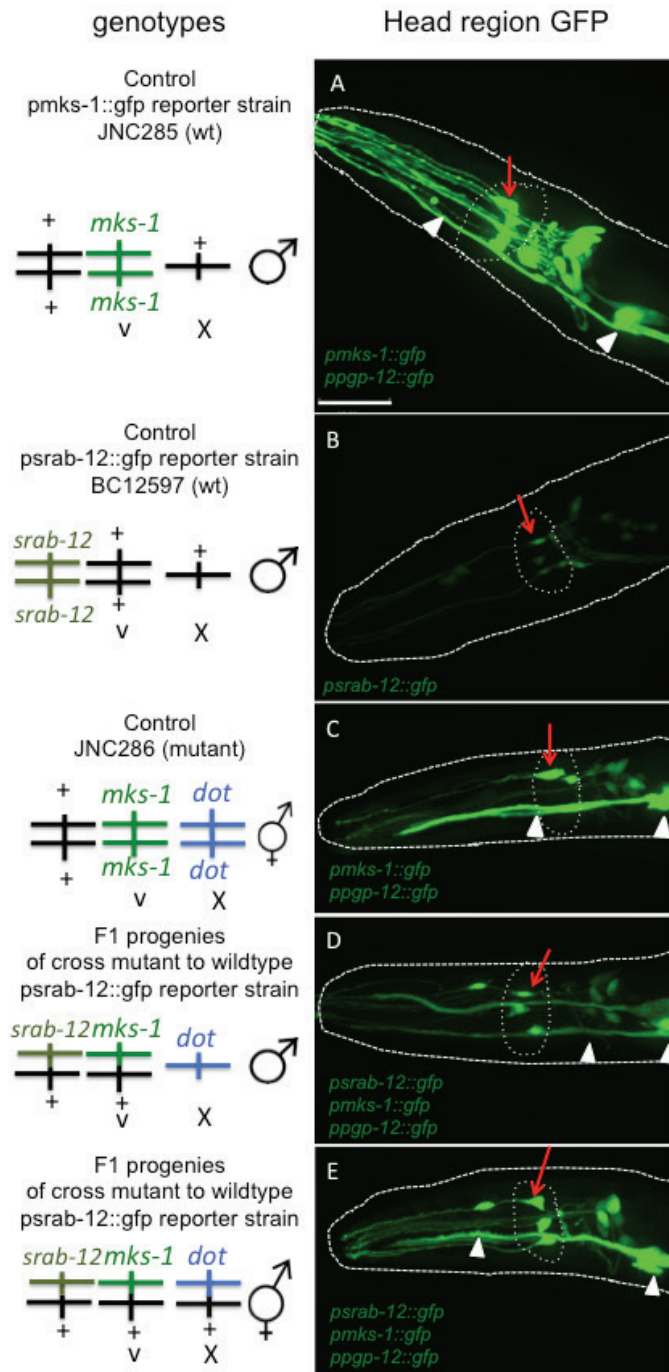 genotypes
Head region GFP
Control
pmks-1::gfp reporter strain
JNC285 (wt)
+
mks-1
+
+
mks-1
v
X
A
pmks-1::gfp
ppgp-12::gfp
Control
psrab-12::gfp reporter strain
BC12597 (wt)
srab-12
+
+
srab-12
+
v
X
B
psrab-12::gfp
Control
JNC286 (mutant)
+
mks-1
dot
+
mks-1
dot
v
X
C
pmks-1::gfp
ppgp-12::gfp
F1 progenies
of cross mutant to wildtype
psrab-12::gfp reporter strain
srab-12
mks-1
dot
+
+
v
X
D
psrab-12::gfp
pmks-1::gfp
ppgp-12::gfp
F1 progenies
of cross mutant to wildtype
psrab-12::gfp reporter strain
srab-12
mks-1
dot
+
+
+
v
X
E
psrab-12::gfp
pmks-1::gfp
ppgp-12::gfp